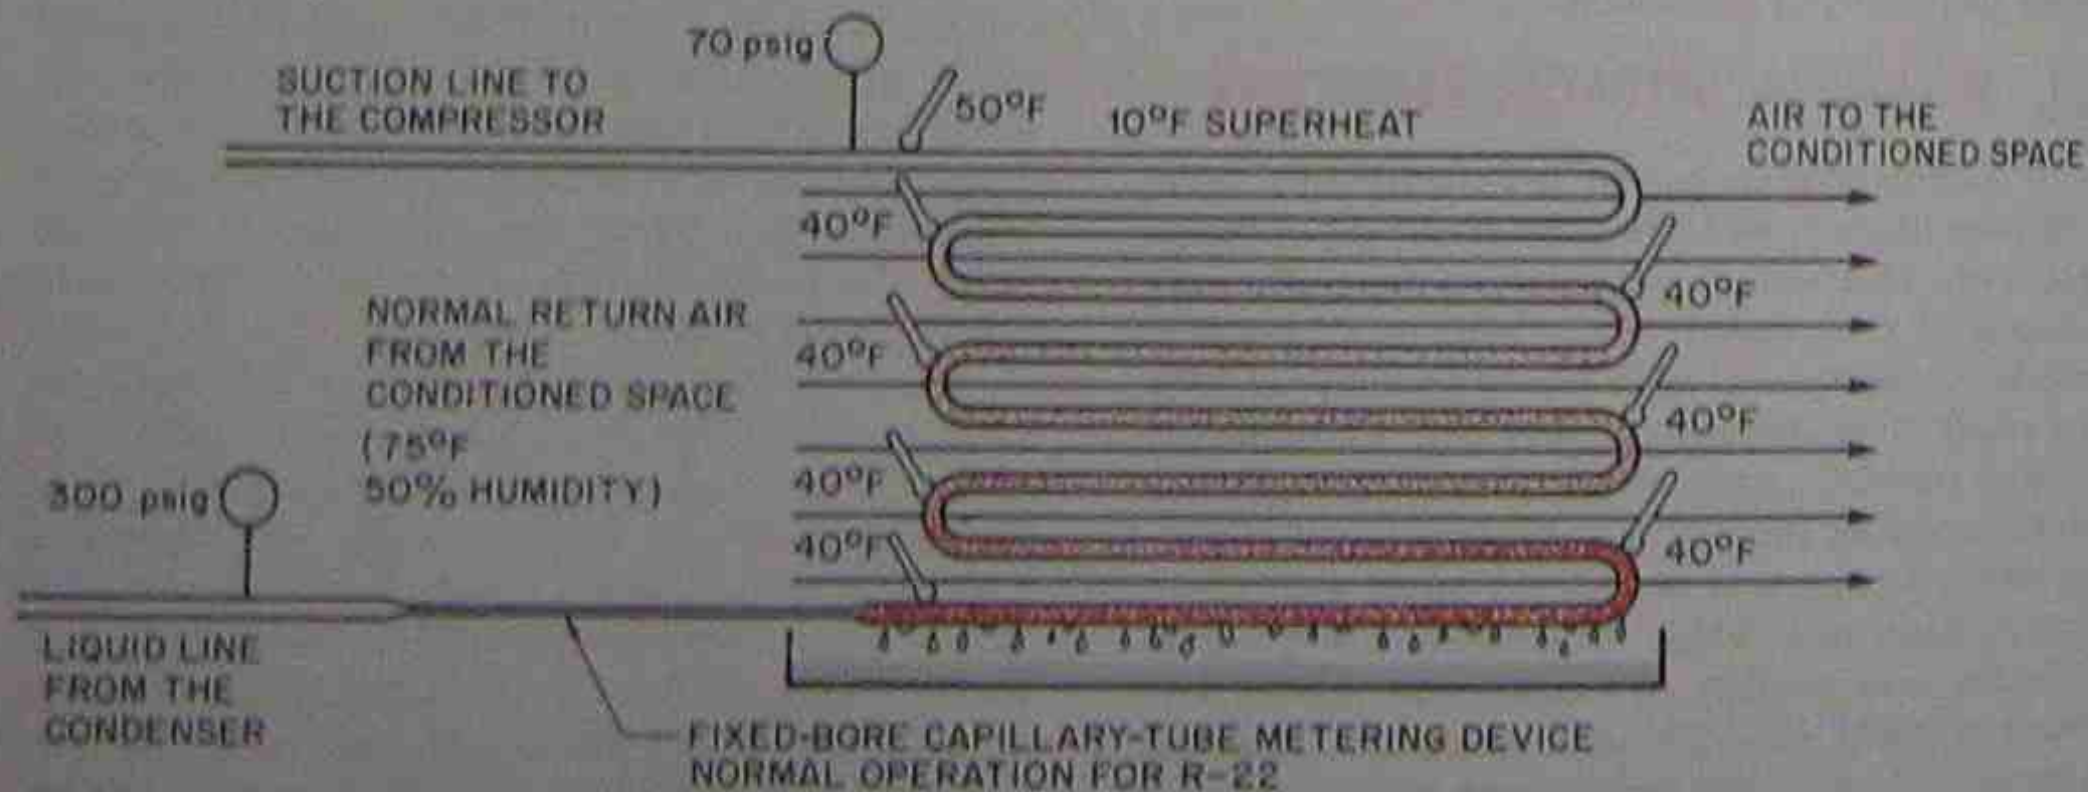 70 psig
SUCTION LINE TO
THE COMPRESSOR
50°F
10°F SUPERHEAT
AIR TO THE
CONDITIONED SPACE
40°F
40°F
NORMAL RETURN AIR
FROM THE
CONDITIONED SPACE
(75°F
50% HUMIDITY)
40°F
40°F
300 psig
40°F
40°F
40°F
LIQUID LINE
FROM THE
CONDENSER
FIXED-BORE CAPILLARY-TUBE METERING DEVICE
NORMAL OPERATION FOR R-22